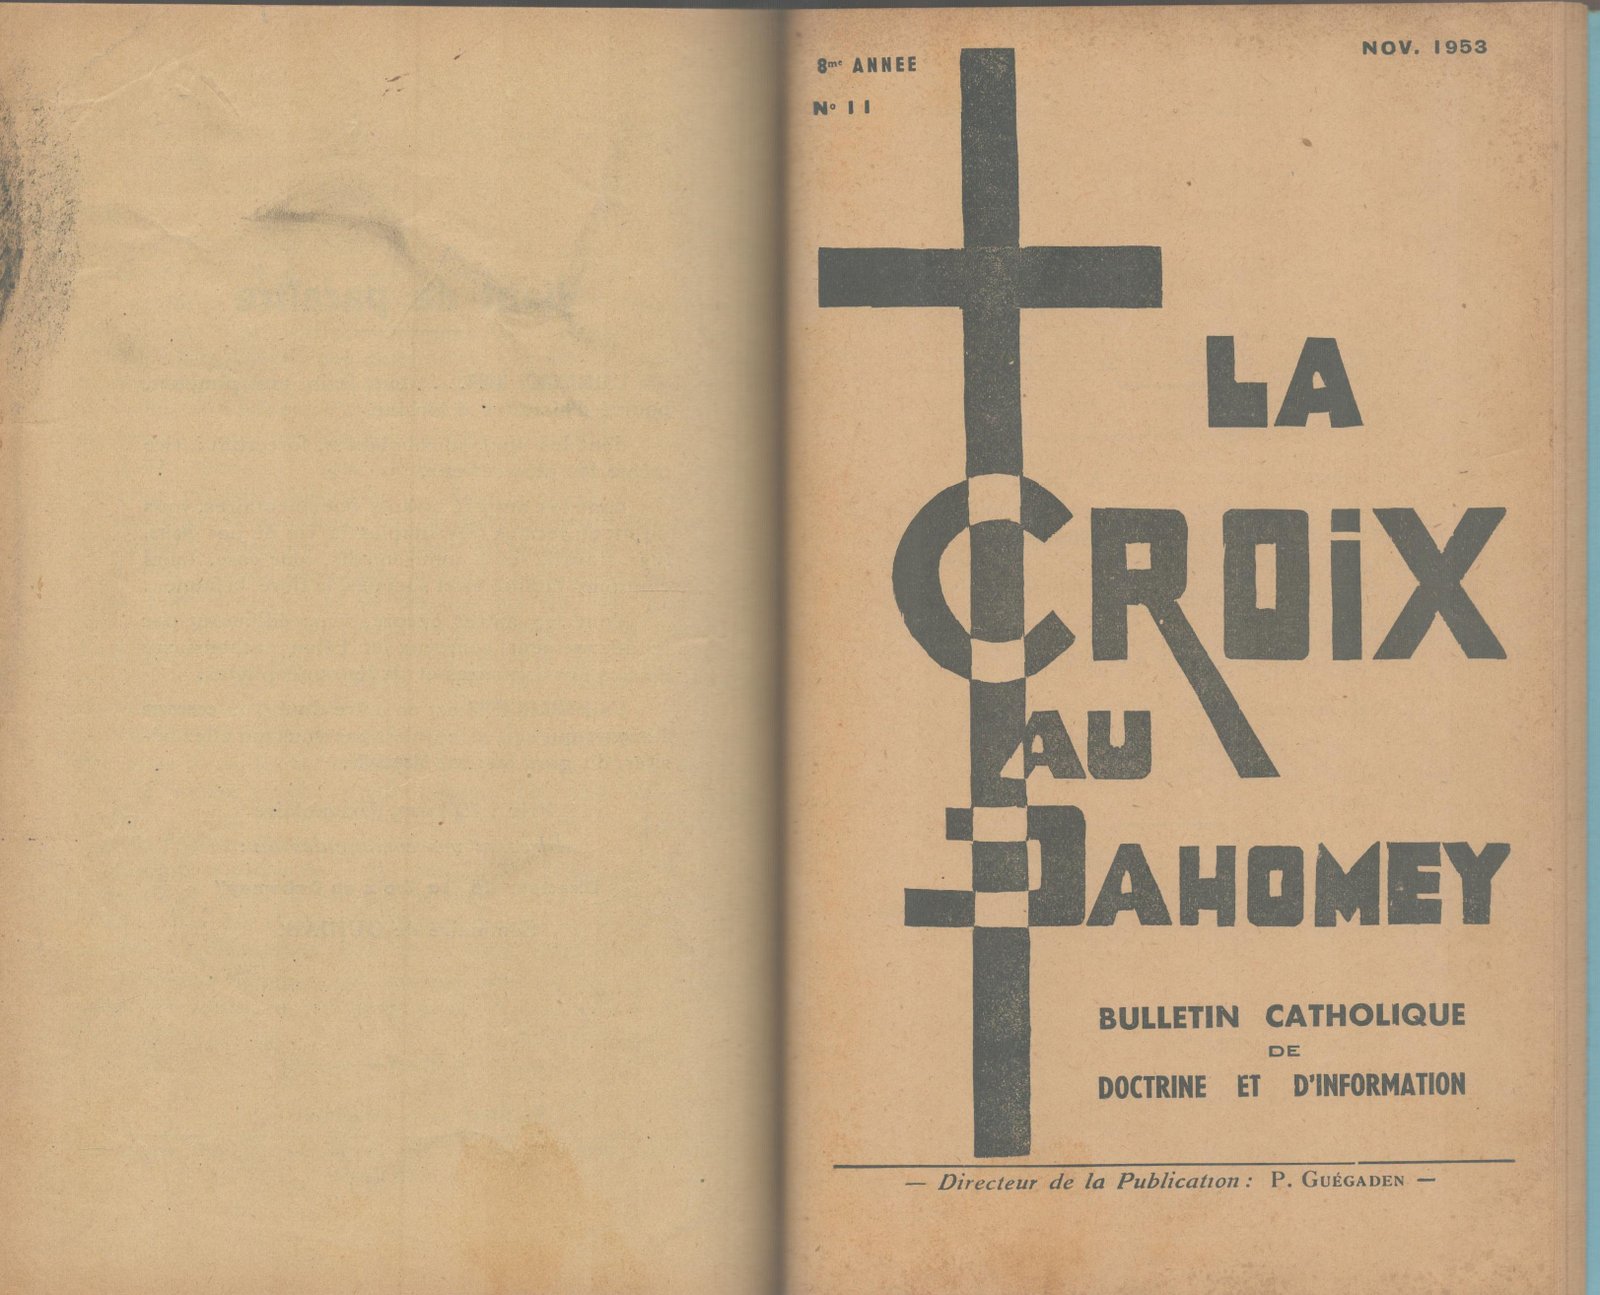 8me ANNEE
No 11
NOV. 1953
LA
CROiX
AU
DAHOMEY
BULLETIN CATHOLIQUE
DE
DOCTRINE ET D'INFORMATION
— Directeur de la Publication : P. GUÉGADEN —